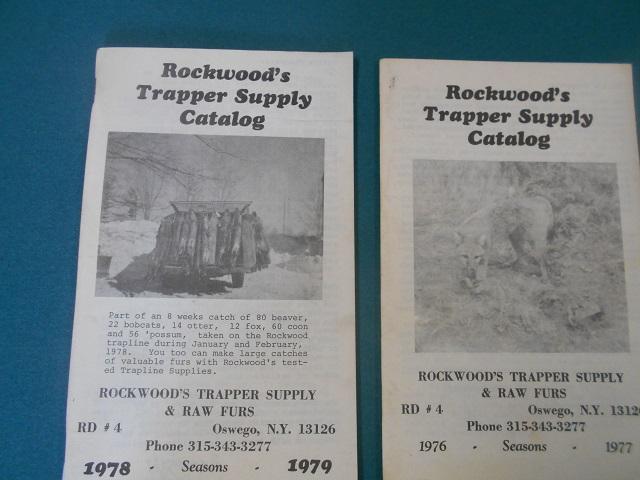 Rockwood's
Trapper Supply
Catalog
Part of an 8 weeks catch of 80 beaver,
22 bobcats, 14 otter, 12 fox, 60 coon
and 56 'possum, taken on the Rockwood
trapline during January and February,
1978. You too can make large catches
of valuable furs with Rockwood's test-
ed Trapline Supplies.
ROCKWOOD'S TRAPPER SUPPLY
& RAW FURS
RD # 4 Oswego, N.Y. 13126
Phone 315-343-3277
1978 - Seasons - 1979
Rockwood's
Trapper Supply
Catalog
ROCKWOOD'S TRAPPER SUPPLY
& RAW FURS
RD # 4 Oswego, N.Y. 1312
Phone 315-343-3277
1976 - Seasons - 1977